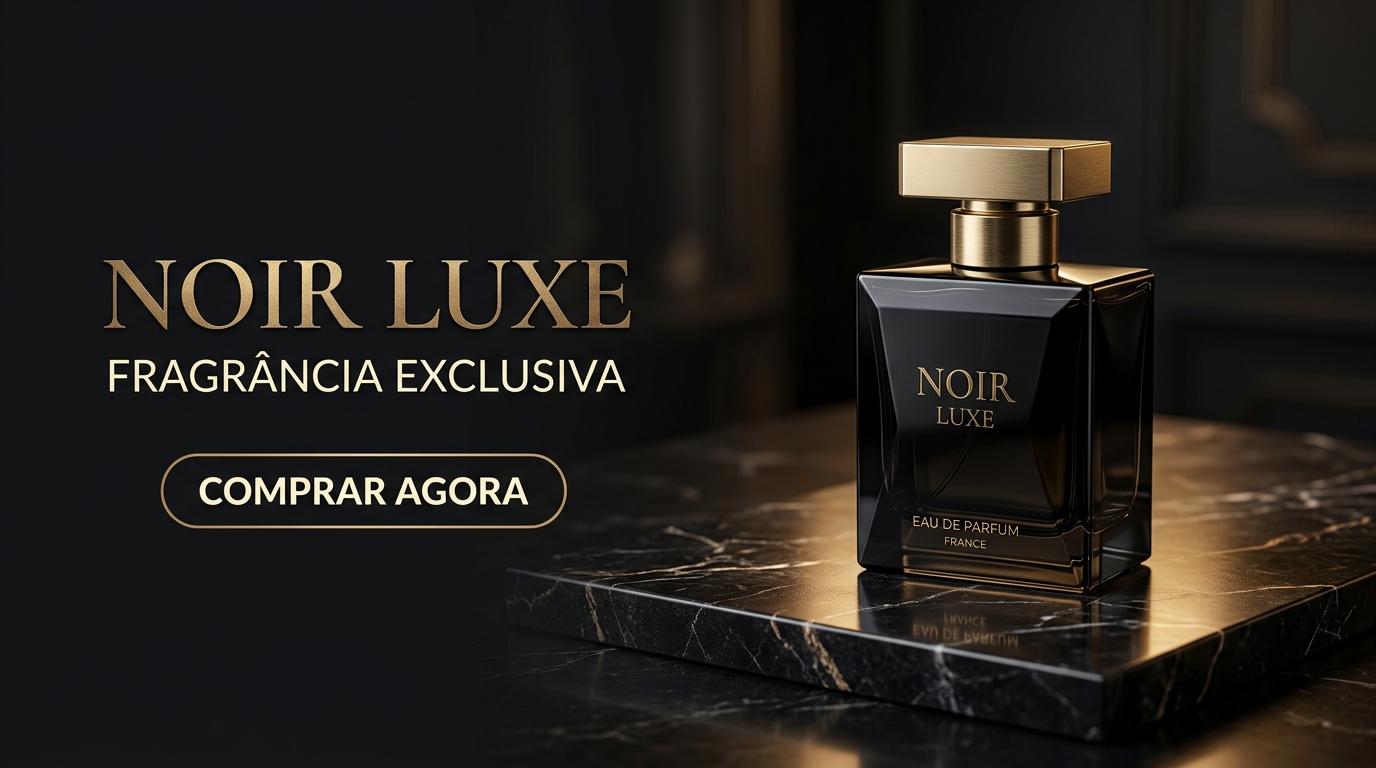 NOIR LUXE
FRAGRÂNCIA EXCLUSIVA
COMPRAR AGORA
NOIR
LUXE
EAU DE PARFUM
FRANCE